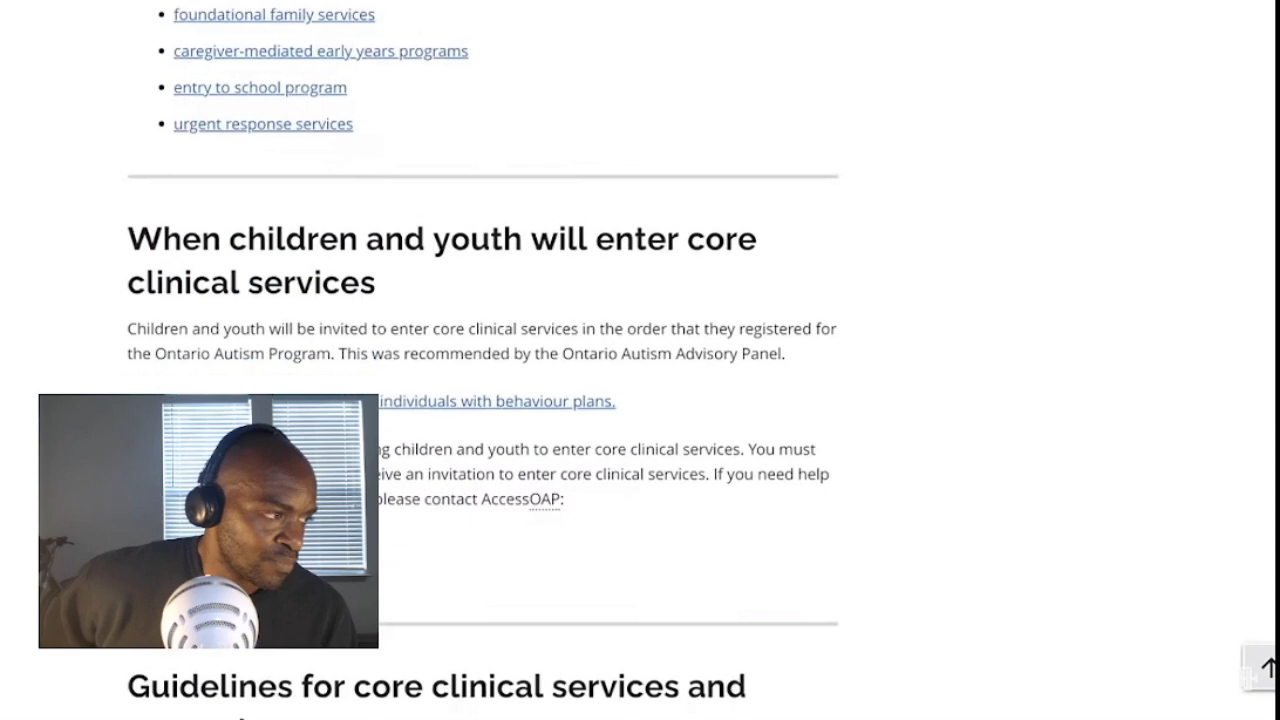 foundational family services
caregiver-mediated early years programs
entry to school program
urgent response services
When children and youth will enter core
clinical services
Children and youth will be invited to enter core clinical services in the order that they registered for
the Ontario Autism Program. This was recommended by the Ontario Autism Advisory Panel.
individuals with behaviour plans.
children and youth to enter core clinical services. You must
an invitation to enter core clinical services. If you need help
please contact AccessOAP:
Guidelines for core clinical services and